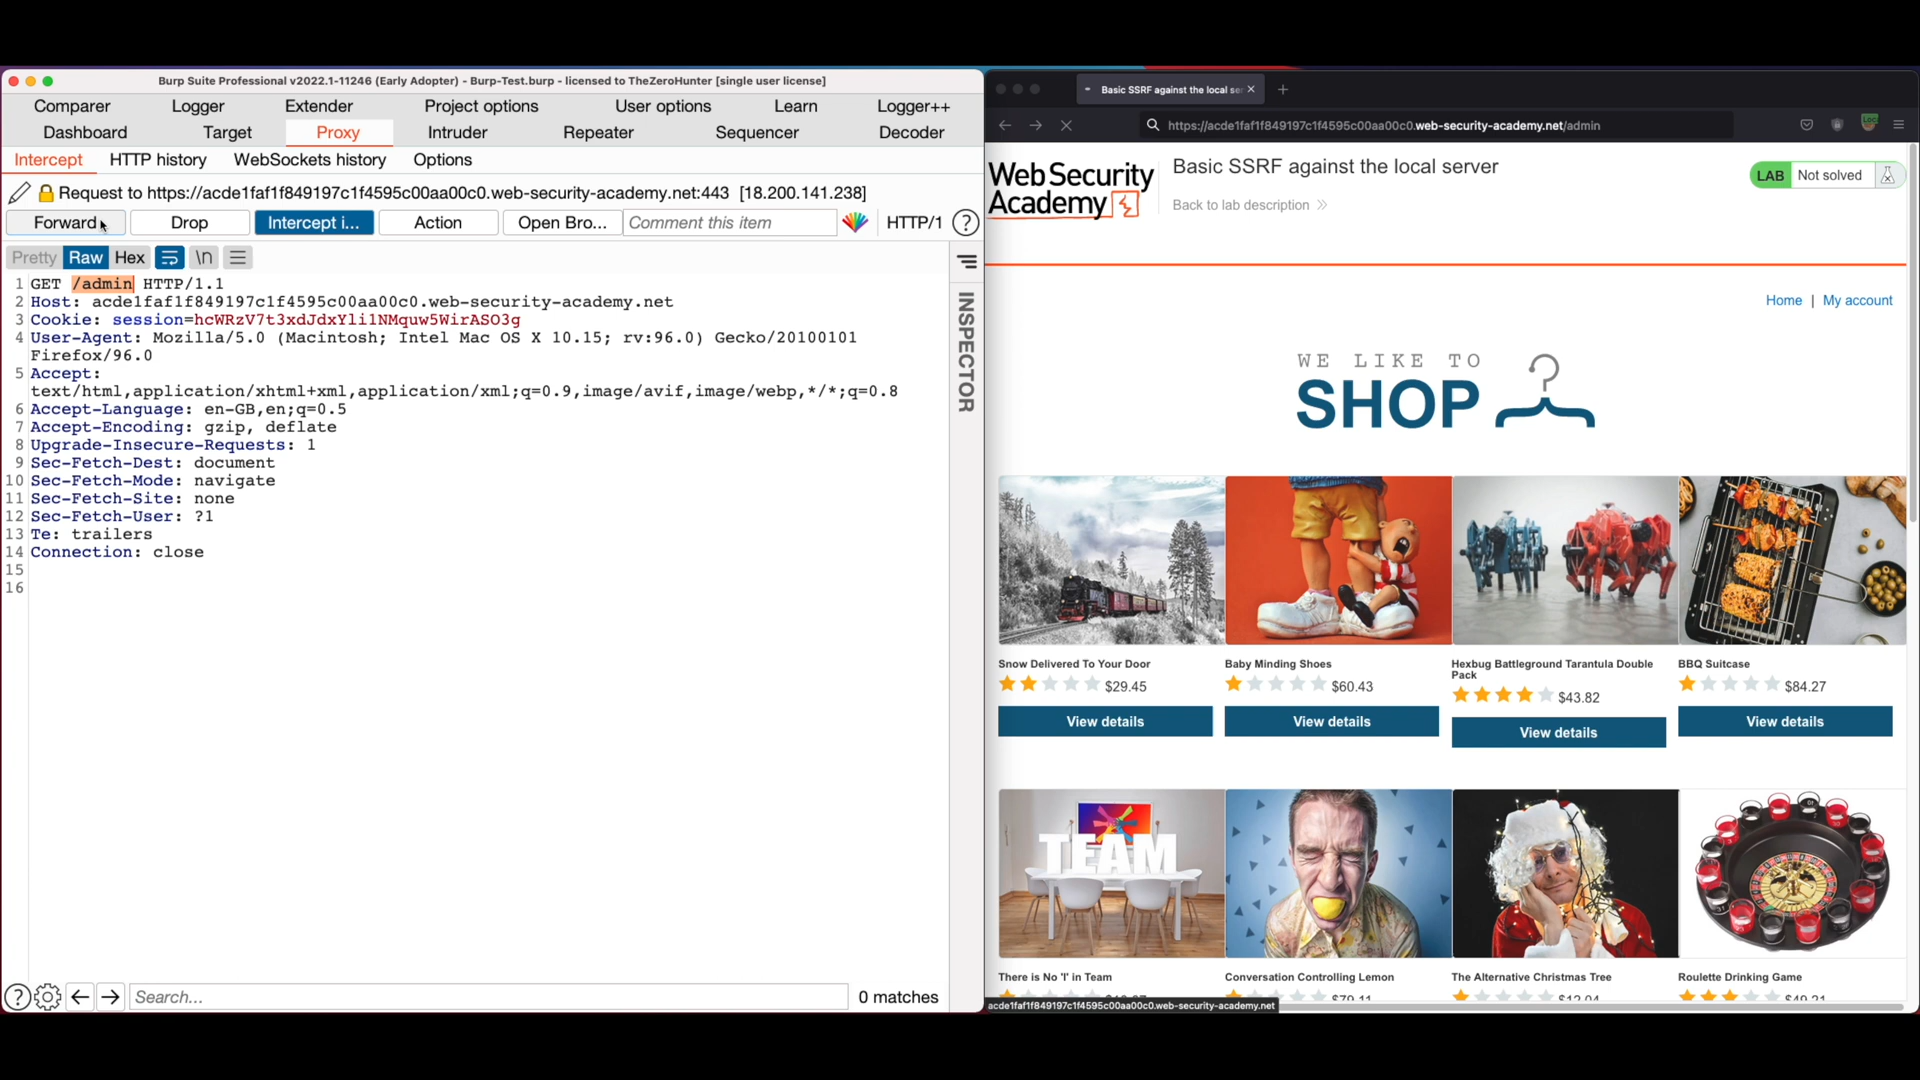 Burp Suite Professional v2022.1-11246 (Early Adopter) - Burp-Test.burp - licensed to TheZeroHunter [single user license]
Comparer Logger Extender Project options User options Learn Logger++
Dashboard Target Proxy Intruder Repeater Sequencer Decoder
Intercept HTTP history WebSockets history Options
Request to https://acde1faf1f849197c1f4595c00aa00c0.web-security-academy.net:443 [18.200.141.238]
Forward Drop Intercept i... Action Open Bro... Comment this item HTTP/1 ?
Pretty Raw Hex \n
1 GET /admin HTTP/1.1
2 Host: acde1faf1f849197c1f4595c00aa00c0.web-security-academy.net
3 Cookie: session=hcWRzV7t3xdJdxYli1NMquw5WirASO3g
4 User-Agent: Mozilla/5.0 (Macintosh; Intel Mac OS X 10.15; rv:96.0) Gecko/20100101
Firefox/96.0
5 Accept:
text/html,application/xhtml+xml,application/xml;q=0.9,image/avif,image/webp,*/*;q=0.8
6 Accept-Language: en-GB,en;q=0.5
7 Accept-Encoding: gzip, deflate
8 Upgrade-Insecure-Requests: 1
9 Sec-Fetch-Dest: document
10 Sec-Fetch-Mode: navigate
11 Sec-Fetch-Site: none
12 Sec-Fetch-User: ?1
13 Te: trailers
14 Connection: close
15
16
INSPECTOR
? Search... 0 matches
Basic SSRF against the local ser
https://acde1faf1f849197c1f4595c00aa00c0.web-security-academy.net/admin
Web Security
Academy
Basic SSRF against the local server
Back to lab description
LAB Not solved
Home | My account
WE LIKE TO
SHOP
Snow Delivered To Your Door
$29.45
View details
Baby Minding Shoes
$60.43
View details
Hexbug Battleground Tarantula Double
Pack
$43.82
View details
BBQ Suitcase
$84.27
View details
TEAM
There is No 'I' in Team
Conversation Controlling Lemon
$79.11
The Alternative Christmas Tree
$12.04
Roulette Drinking Game
$49.21
acde1faf1f849197c1f4595c00aa00c0.web-security-academy.net